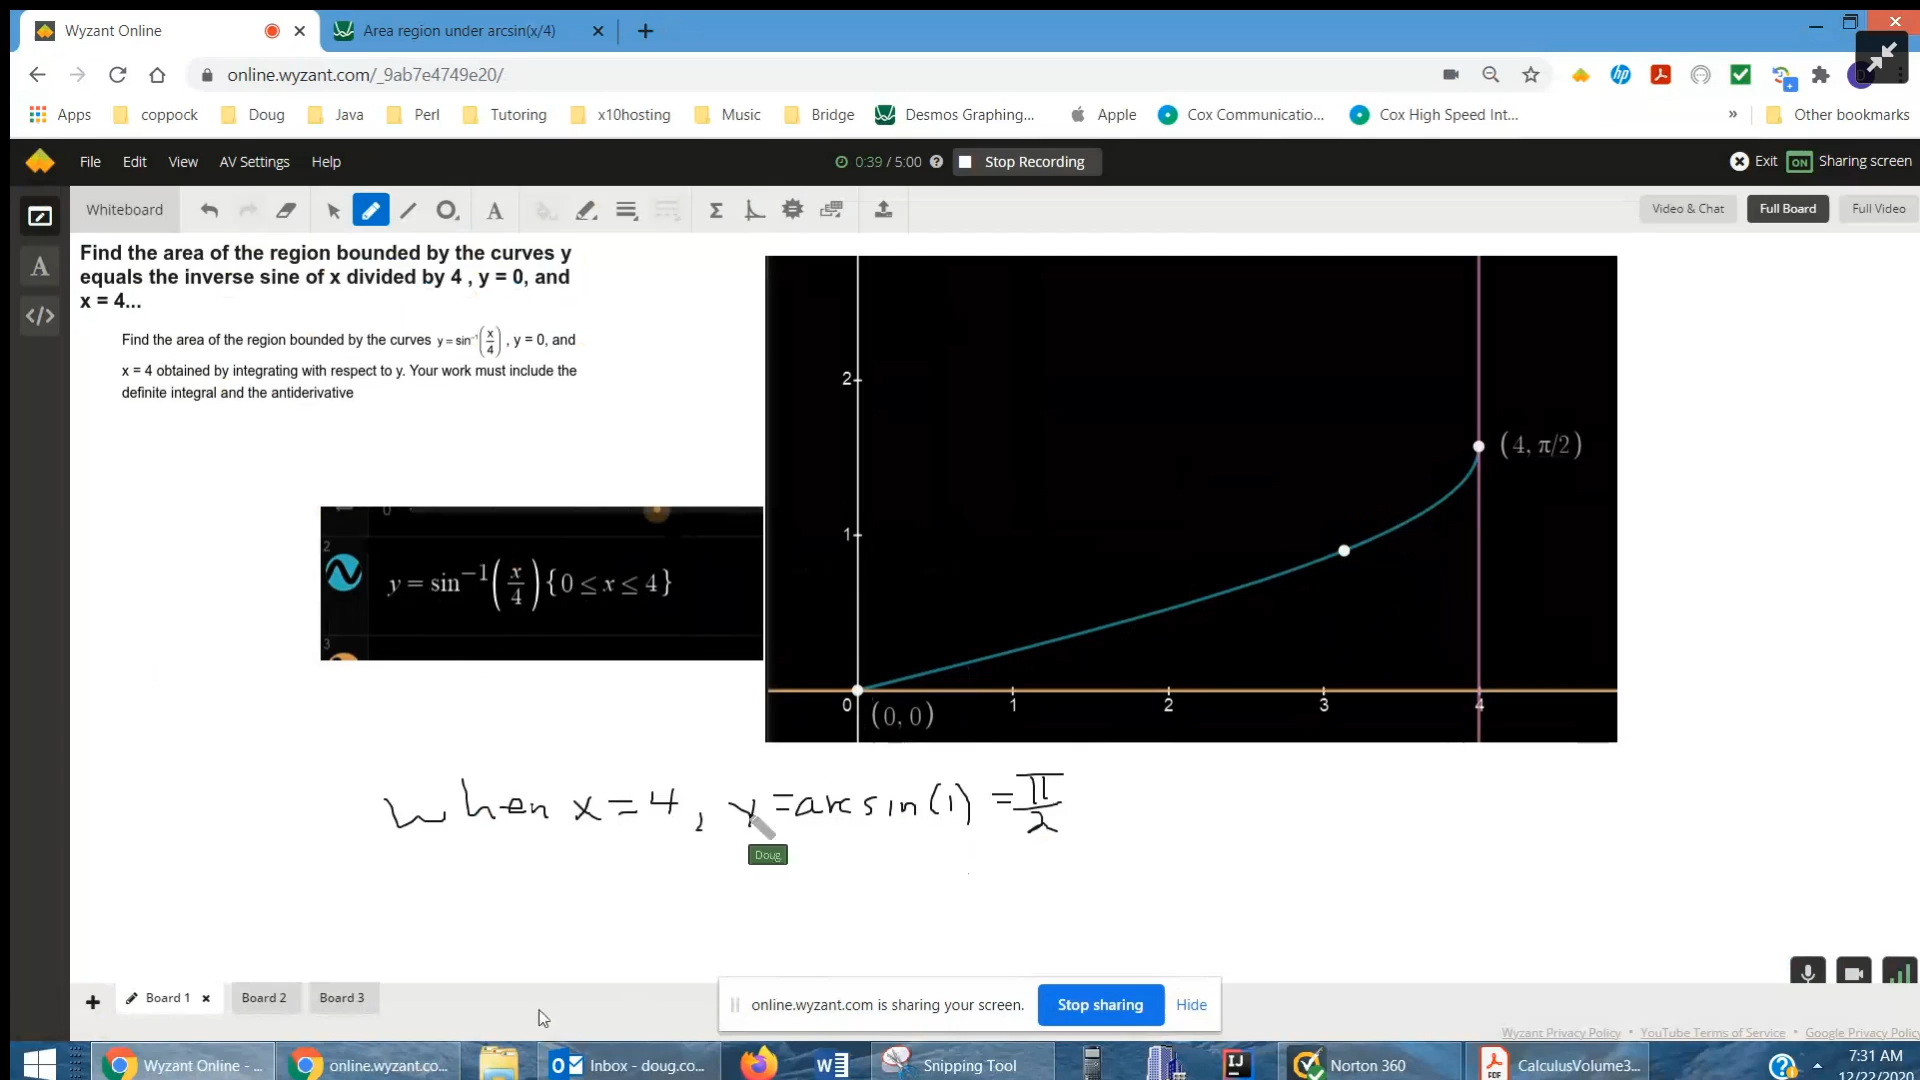 Wyzant Online
Area region under arcsin(x/4)
online.wyzant.com/_9ab7e4749e20/
Apps
coppock
Doug
Java
Perl
Tutoring
x10hosting
Music
Bridge
Desmos Graphing...
Apple
Cox Communicatio...
Cox High Speed Int...
»
Other bookmarks
File
Edit
View
AV Settings
Help
0:39 / 5:00
Stop Recording
Exit
ON
Sharing screen
Whiteboard
Video & Chat
Full Board
Full Video
Find the area of the region bounded by the curves y
equals the inverse sine of x divided by 4 , y = 0, and
x = 4...
Find the area of the region bounded by the curves y = sin⁻¹(x/4) , y = 0, and
x = 4 obtained by integrating with respect to y. Your work must include the
definite integral and the antiderivative
2
(4, π/2)
1
0
2
y = sin⁻¹(x/4){0 ≤ x ≤ 4}
3
0
1
2
3
4
(0, 0)
When x = 4, y = arcsin(1) = π/2
Doug
Board 1
Board 2
Board 3
online.wyzant.com is sharing your screen.
Stop sharing
Hide
Wyzant Privacy Policy • YouTube Terms of Service • Google Privacy Policy
Wyzant Online - ...
online.wyzant.co...
Inbox - doug.co...
Snipping Tool
Norton 360
CalculusVolume3...
7:31 AM
12/22/2020